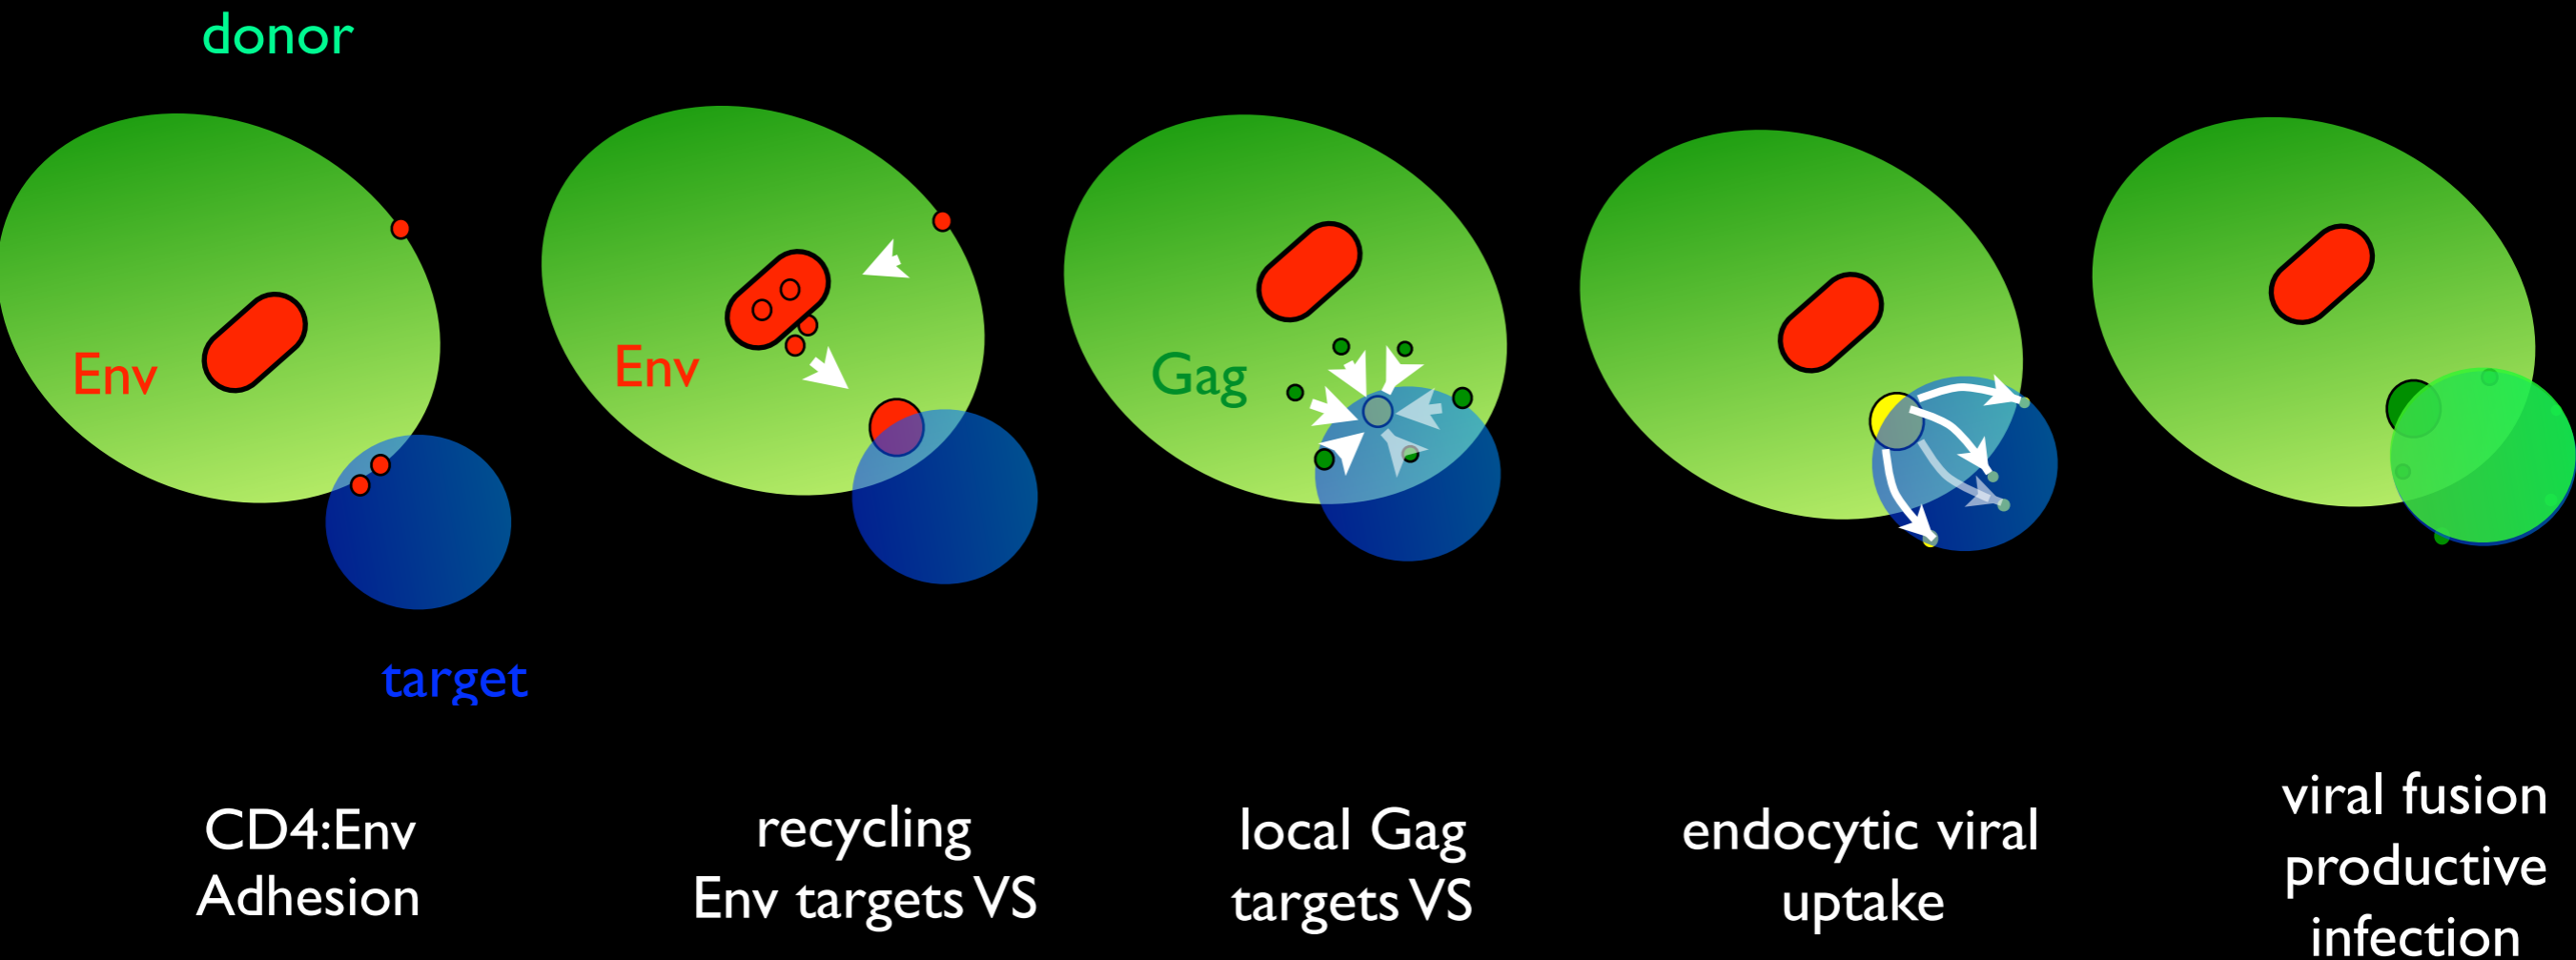 donor
Env
Env
Gag
target
CD4:Env
Adhesion
recycling
Env targets VS
local Gag
targets VS
endocytic viral
uptake
viral fusion
productive
infection